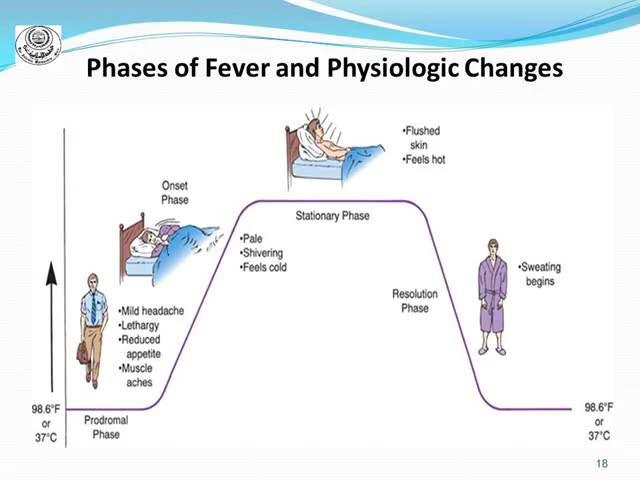 Phases of Fever and Physiologic Changes
•Flushed
skin
•Feels hot
Onset
Phase
Stationary Phase
•Pale
•Shivering
•Feels cold
•Sweating
begins
Resolution
Phase
•Mild headache
•Lethargy
•Reduced
appetite
•Muscle
aches
98.6°F
or
37°C
Prodromal
Phase
98.6°F
or
37°C
18